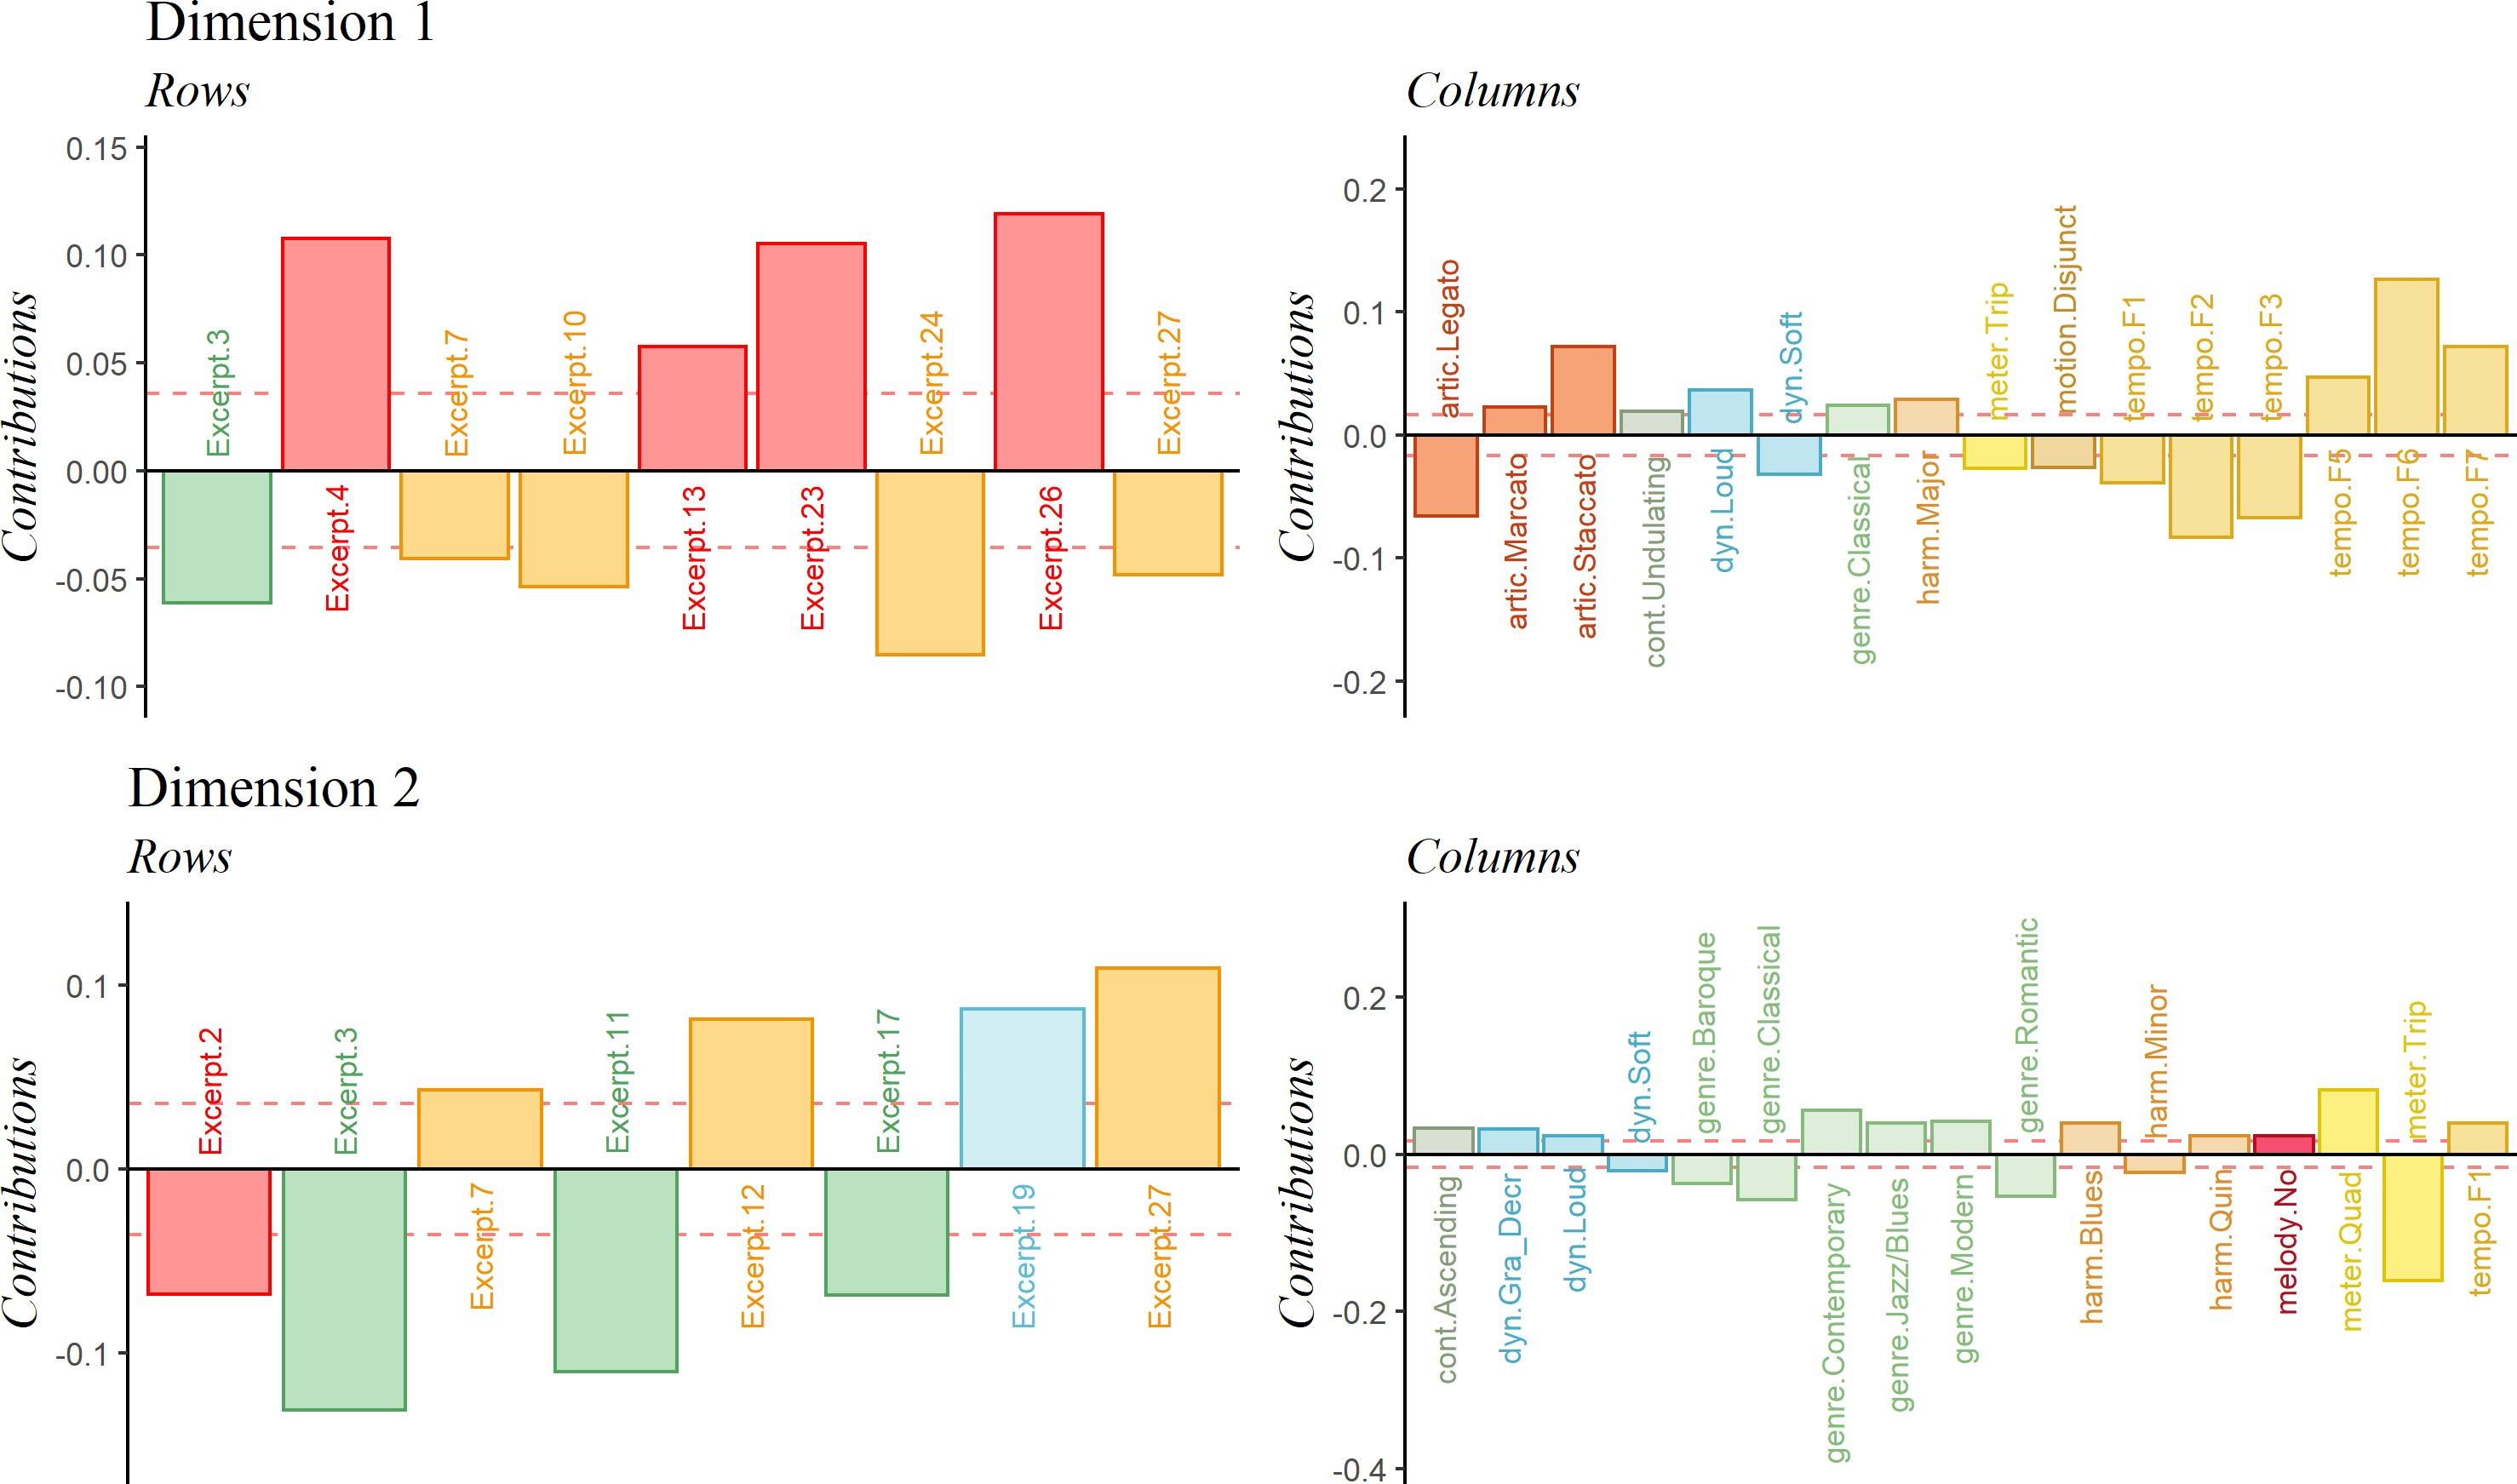 Dimension 1
Rows
Columns
Contributions
0.15
0.10
0.05
0.00
-0.05
-0.10
Excerpt.3
Excerpt.4
Excerpt.7
Excerpt.10
Excerpt.13
Excerpt.23
Excerpt.24
Excerpt.26
Excerpt.27
Contributions
0.2
0.1
0.0
-0.1
-0.2
artic.Legato
artic.Marcato
artic.Staccato
cont.Undulating
dyn.Loud
dyn.Soft
genre.Classical
harm.Major
meter.Trip
motion.Disjunct
tempo.F1
tempo.F2
tempo.F3
tempo.F5
tempo.F6
tempo.F7
Dimension 2
Rows
Columns
Contributions
0.1
0.0
-0.1
Excerpt.2
Excerpt.3
Excerpt.7
Excerpt.11
Excerpt.12
Excerpt.17
Excerpt.19
Excerpt.27
Contributions
0.2
0.0
-0.2
-0.4
cont.Ascending
dyn.Gra_Decr
dyn.Loud
dyn.Soft
genre.Baroque
genre.Classical
genre.Contemporary
genre.Jazz/Blues
genre.Modern
genre.Romantic
harm.Blues
harm.Minor
harm.Quin
melody.No
meter.Quad
meter.Trip
tempo.F1